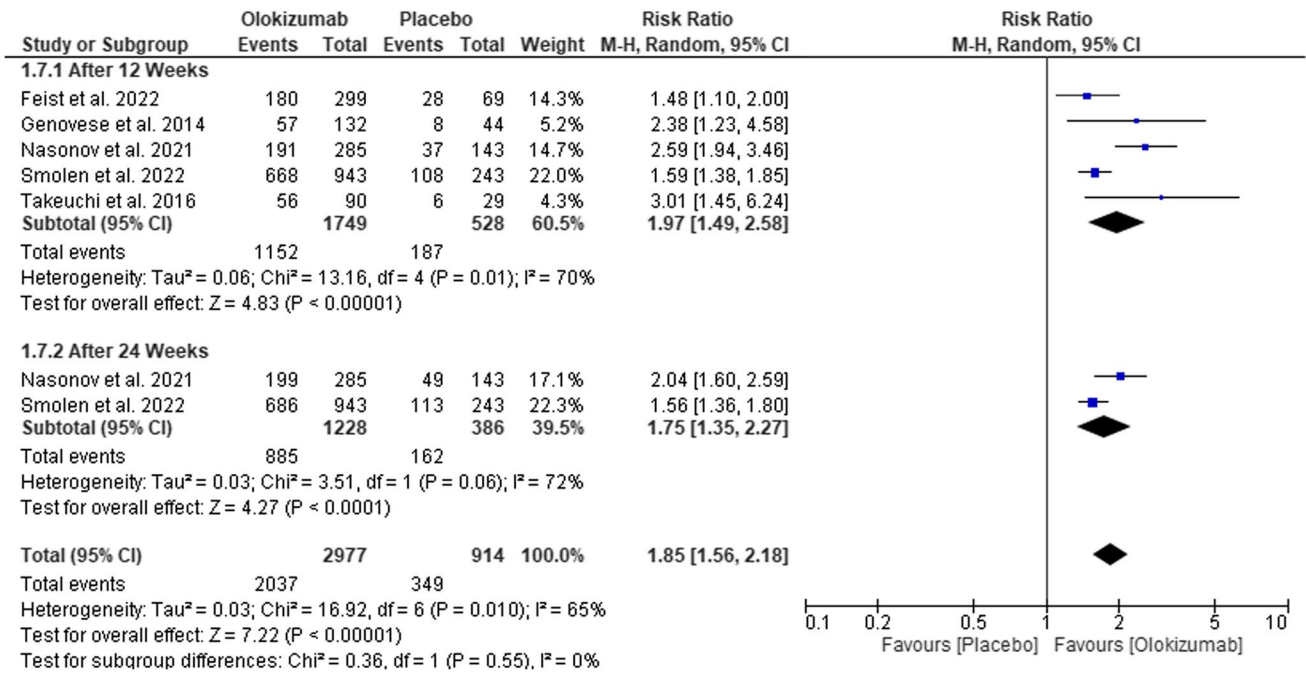 Olokizumab Placebo Risk Ratio Risk Ratio
Study or Subgroup Events Total Events Total Weight M-H, Random, 95% CI M-H, Random, 95% CI
1.7.1 After 12 Weeks
Feist et al. 2022 180 299 28 69 14.3% 1.48 [1.10, 2.00]
Genovese et al. 2014 57 132 8 44 5.2% 2.38 [1.23, 4.58]
Nasonov et al. 2021 191 285 37 143 14.7% 2.59 [1.94, 3.46]
Smolen et al. 2022 668 943 108 243 22.0% 1.59 [1.38, 1.85]
Takeuchi et al. 2016 56 90 6 29 4.3% 3.01 [1.45, 6.24]
Subtotal (95% CI) 1749 528 60.5% 1.97 [1.49, 2.58]
Total events 1152 187
Heterogeneity: Tau² = 0.06; Chi² = 13.16, df = 4 (P = 0.01); I² = 70%
Test for overall effect: Z = 4.83 (P < 0.00001)
1.7.2 After 24 Weeks
Nasonov et al. 2021 199 285 49 143 17.1% 2.04 [1.60, 2.59]
Smolen et al. 2022 686 943 113 243 22.3% 1.56 [1.36, 1.80]
Subtotal (95% CI) 1228 386 39.5% 1.75 [1.35, 2.27]
Total events 885 162
Heterogeneity: Tau² = 0.03; Chi² = 3.51, df = 1 (P = 0.06); I² = 72%
Test for overall effect: Z = 4.27 (P < 0.0001)
Total (95% CI) 2977 914 100.0% 1.85 [1.56, 2.18]
Total events 2037 349
Heterogeneity: Tau² = 0.03; Chi² = 16.92, df = 6 (P = 0.010); I² = 65%
Test for overall effect: Z = 7.22 (P < 0.00001)
Test for subgroup differences: Chi² = 0.36, df = 1 (P = 0.55), I² = 0%
0.1 0.2 0.5 1 2 5 10
Favours [Placebo] Favours [Olokizumab]